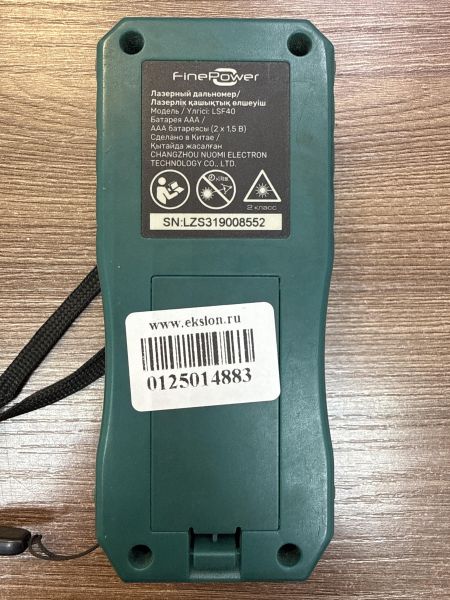 FinePower
Лазерный дальномер/
Лазерлік қашықтық өлшеуіш
Модель / Үлгісі: LSF40
Батарея ААА /
ААА батареясы (2 x 1,5 В)
Сделано в Китае /
Қытайда жасалған
CHANGZHOU NUOMI ELECTRON
TECHNOLOGY CO., LTD.
2 класс
SN:LZS319008552
www.ekslon.ru
0125014883